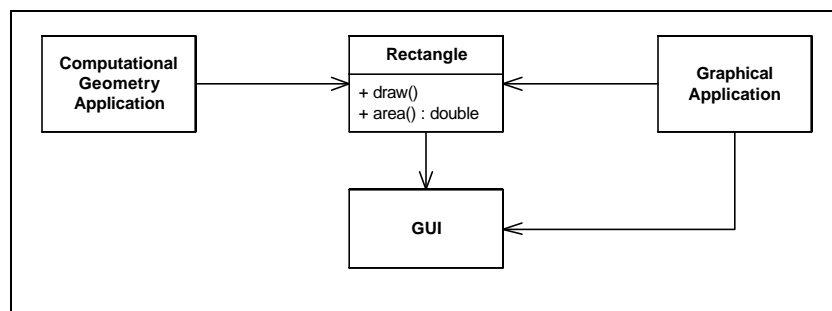 Computational
Geometry
Application
Rectangle
+ draw()
+ area() : double
Graphical
Application
GUI